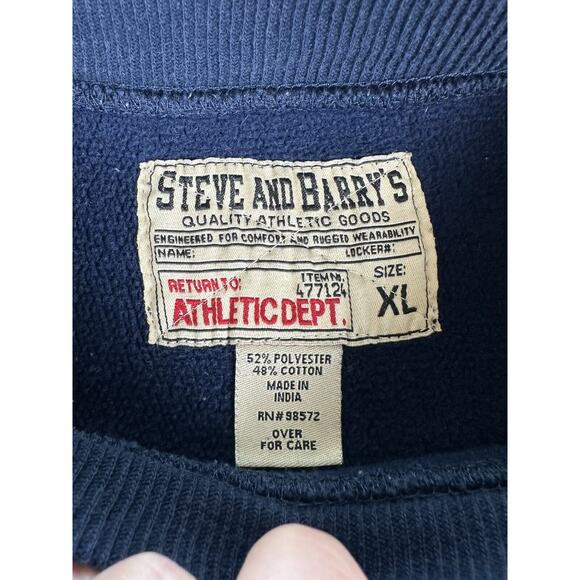 STEVE AND BARRY'S
QUALITY ATHLETIC GOODS
ENGINEERED FOR COMFORT AND RUGGED WEARABILITY
NAME: LOCKER#:
RETURN TO: ITEM No. SIZE:
477124 XL
ATHLETIC DEPT.
52% POLYESTER
48% COTTON
MADE IN
INDIA
RN#98572
OVER
FOR CARE